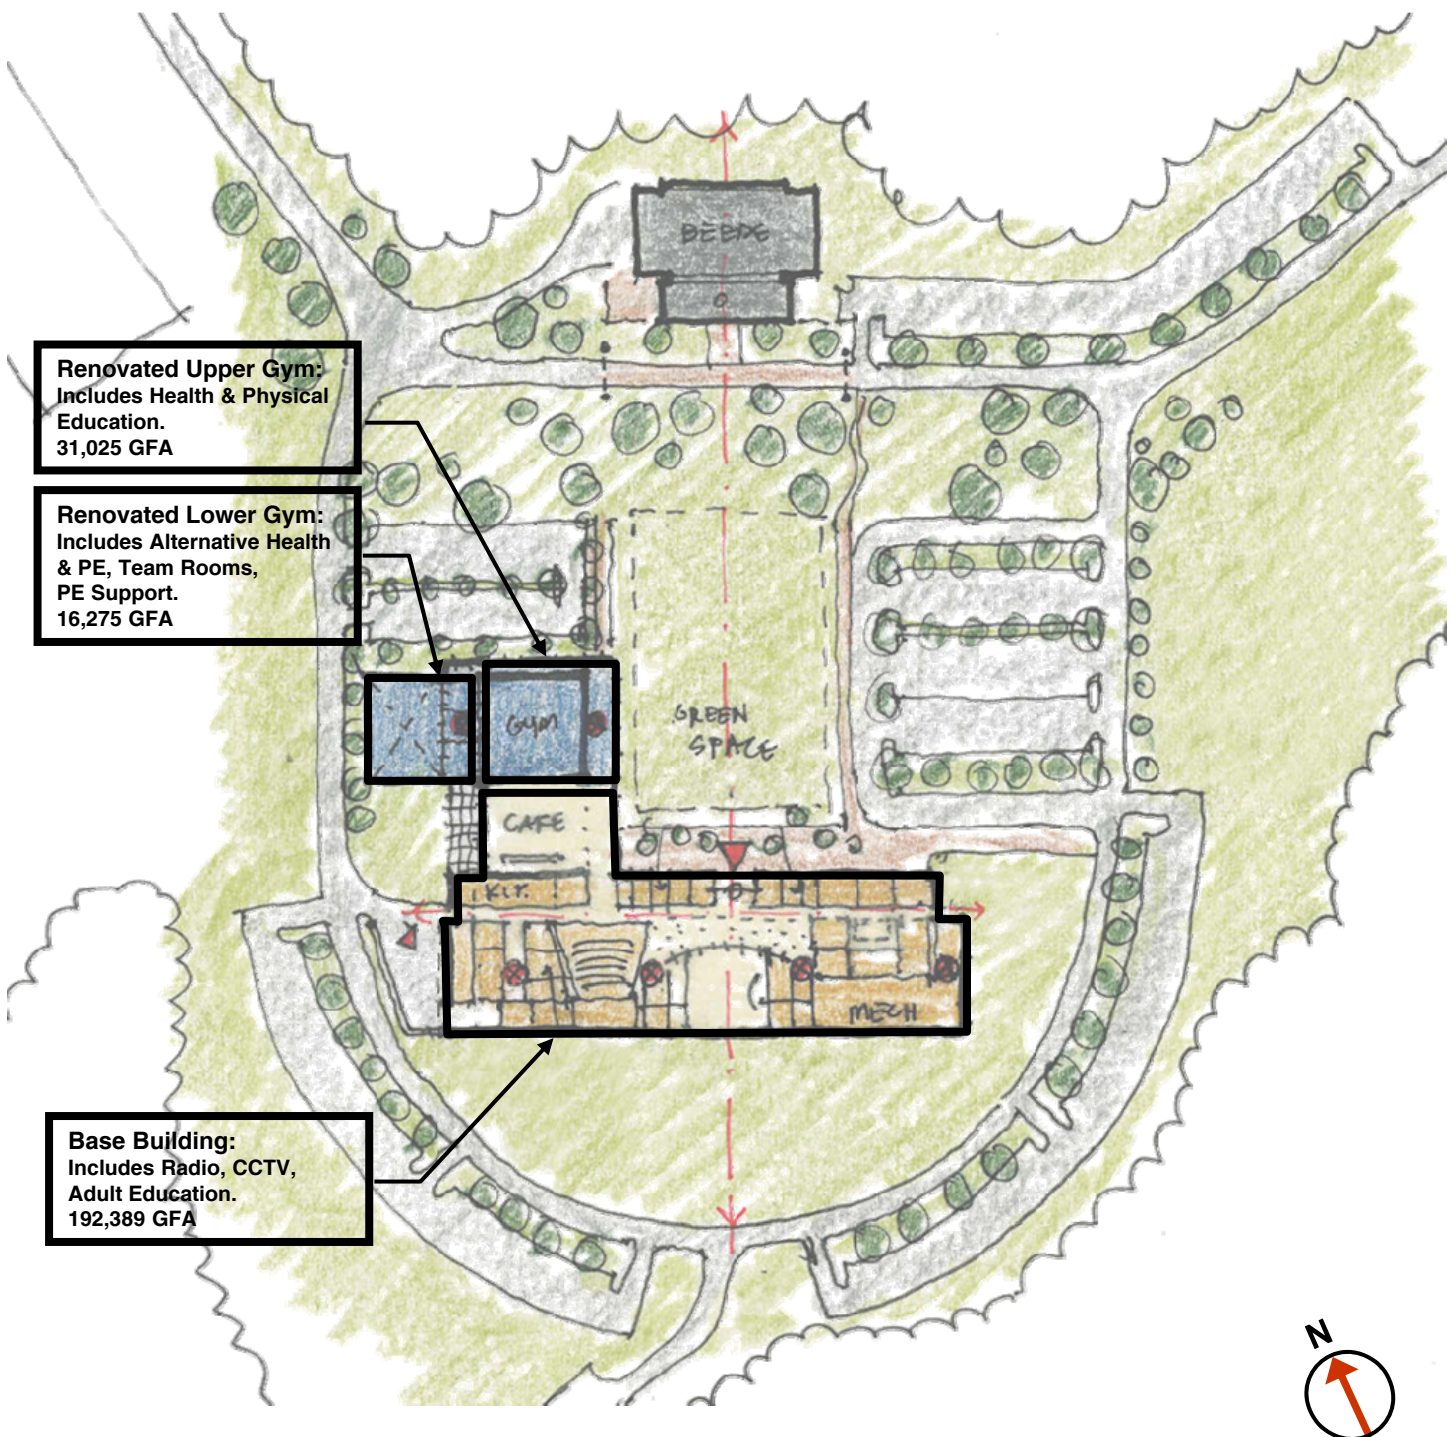 BEEDE
Renovated Upper Gym:
Includes Health & Physical
Education.
31,025 GFA
Renovated Lower Gym:
Includes Alternative Health
& PE, Team Rooms,
PE Support.
16,275 GFA
GYM
GREEN
SPACE
CAFE
KIT.
MECH
Base Building:
Includes Radio, CCTV,
Adult Education.
192,389 GFA
N